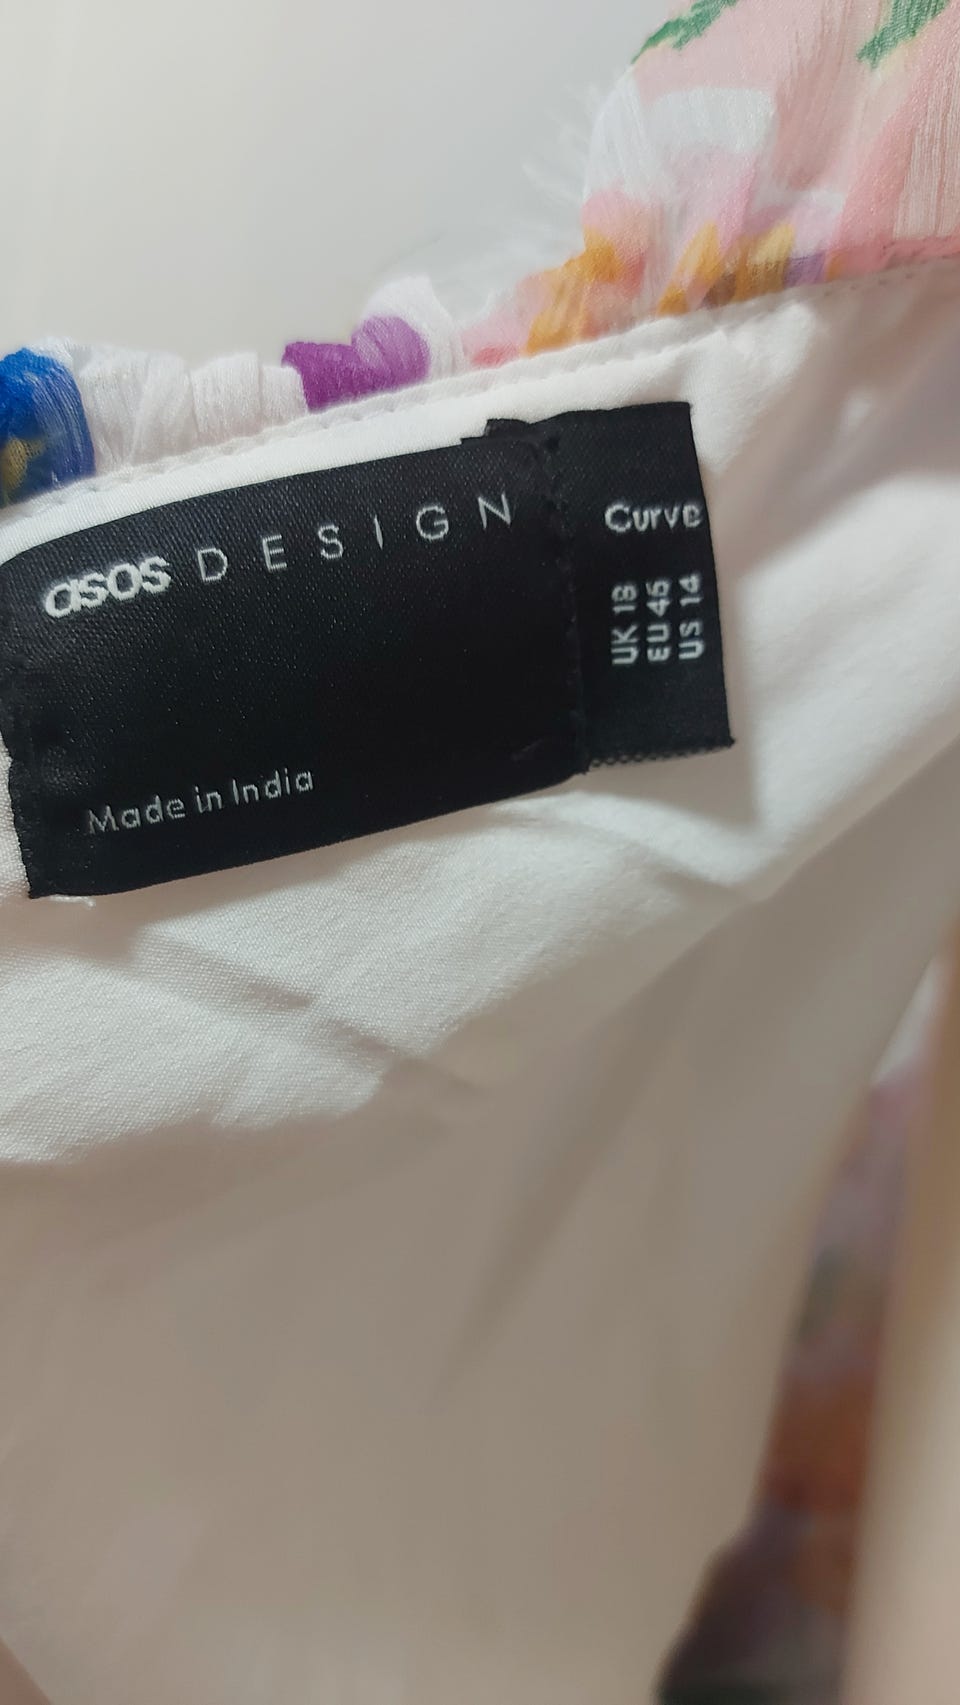 asos DESIGN
Made in India
Curve
UK 18
EU 46
US 14